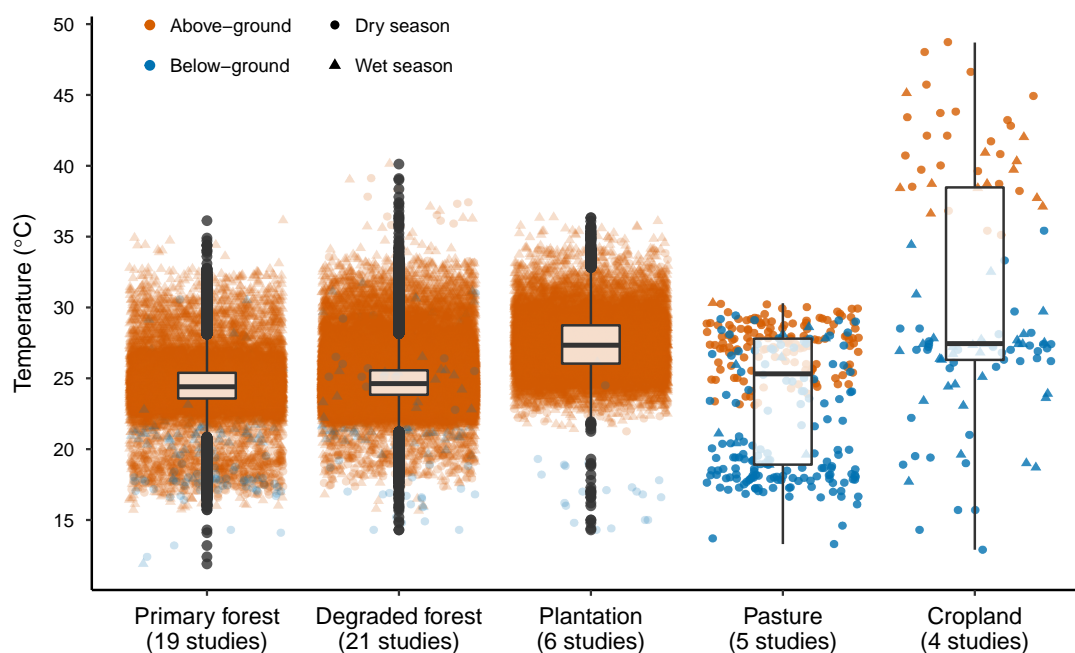 Above−ground
Dry season
Below−ground
Wet season
Temperature (°C)
50
45
40
35
30
25
20
15
Primary forest
(19 studies)
Degraded forest
(21 studies)
Plantation
(6 studies)
Pasture
(5 studies)
Cropland
(4 studies)